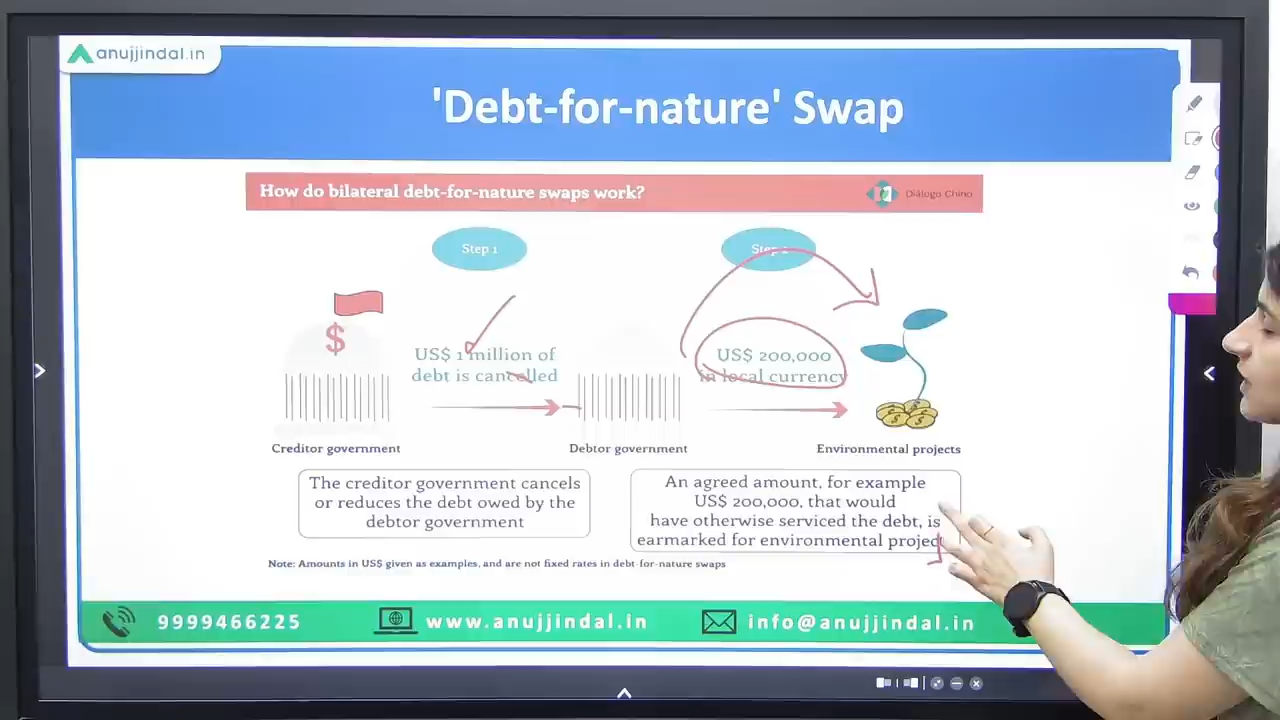 anujjindal.in
'Debt-for-nature' Swap
How do bilateral debt-for-nature swaps work?
Diálogo Chino
Step 1
Step 2
$
US$ 1 million of
debt is cancelled
US$ 200,000
in local currency
Creditor government
Debtor government
Environmental projects
The creditor government cancels
or reduces the debt owed by the
debtor government
An agreed amount, for example
US$ 200,000, that would
have otherwise serviced the debt, is
earmarked for environmental project
Note: Amounts in US$ given as examples, and are not fixed rates in debt-for-nature swaps
9999466225
www.anujjindal.in
info@anujjindal.in